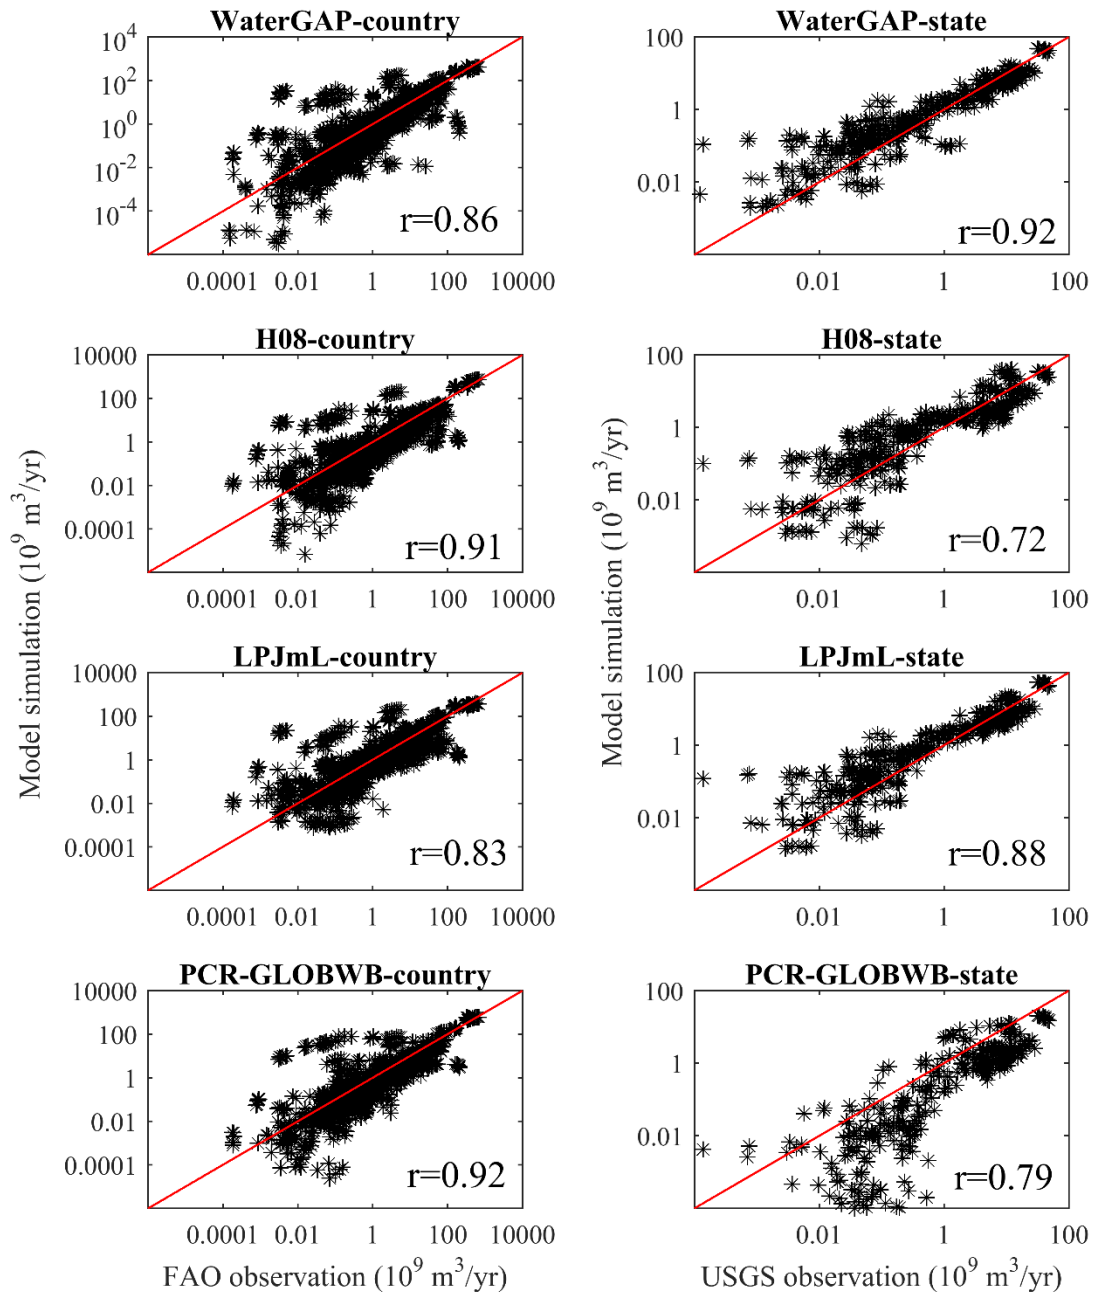 WaterGAP-country
10^4
10^2
10^0
10^-2
10^-4
r=0.86
0.0001 0.01 1 100 10000
WaterGAP-state
100
1
0.01
r=0.92
0.01 1 100
H08-country
10000
100
1
0.01
0.0001
r=0.91
0.0001 0.01 1 100 10000
H08-state
100
1
0.01
r=0.72
0.01 1 100
Model simulation (10^9 m^3/yr)
Model simulation (10^9 m^3/yr)
LPJmL-country
10000
100
1
0.01
0.0001
r=0.83
0.0001 0.01 1 100 10000
LPJmL-state
100
1
0.01
r=0.88
0.01 1 100
PCR-GLOBWB-country
10000
100
1
0.01
0.0001
r=0.92
0.0001 0.01 1 100 10000
FAO observation (10^9 m^3/yr)
PCR-GLOBWB-state
100
1
0.01
r=0.79
0.01 1 100
USGS observation (10^9 m^3/yr)